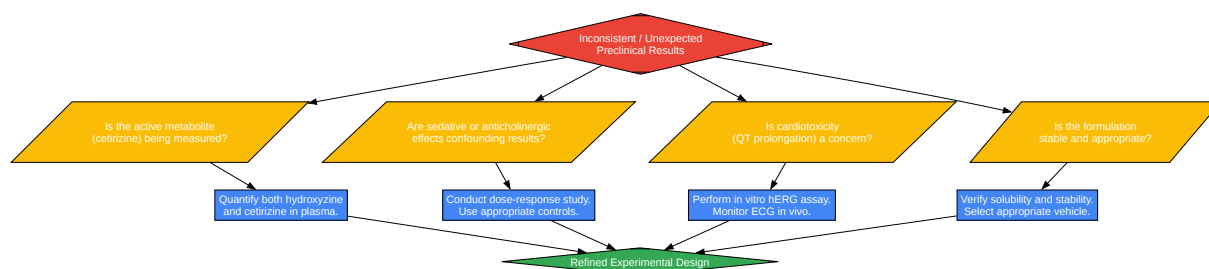 Inconsistent / Unexpected
Preclinical Results
Is the active metabolite
(cetirizine) being measured?
Are sedative or anticholinergic
effects confounding results?
Is cardiotoxicity
(QT prolongation) a concern?
Is the formulation
stable and appropriate?
Quantify both hydroxyzine
and cetirizine in plasma.
Conduct dose-response study.
Use appropriate controls.
Perform in vitro hERG assay.
Monitor ECG in vivo.
Verify solubility and stability.
Select appropriate vehicle.
Refined Experimental Design